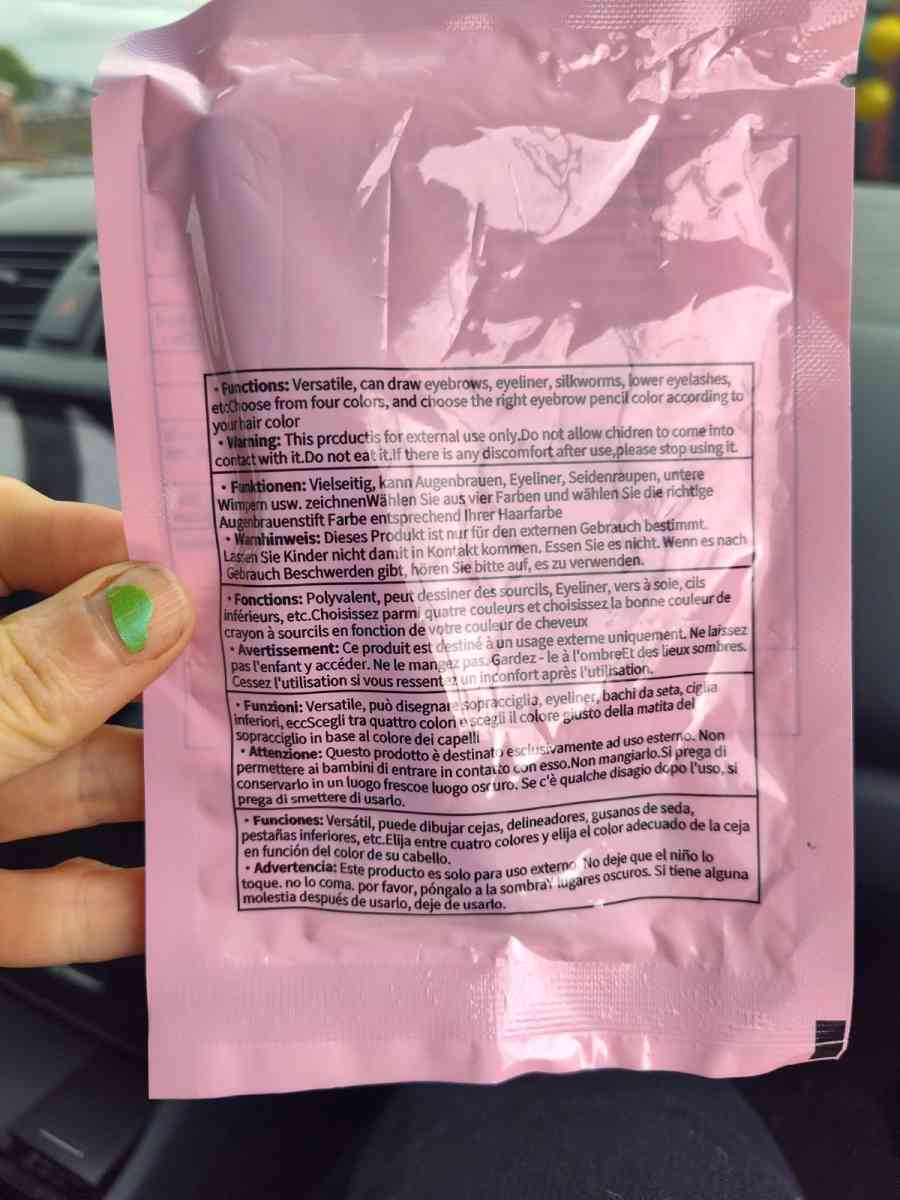 • Functions: Versatile, can draw eyebrows, eyeliner, silkworms, lower eyelashes,
etcChoose from four colors, and choose the right eyebrow pencil color according to
your hair color
• Warning: This prcductis for external use only.Do not allow chidren to come into
contact with it.Do not eat it.If there is any discomfort after use,please stop using it.
• Funktionen: Vielseitig, kann Augenbrauen, Eyeliner, Seidenraupen, untere
Wimpern usw. zeichnenWählen Sie aus vier Farben und wählen Sie die richtige
Augenbrauenstift Farbe entsprechend Ihrer Haarfarbe
• Warnhinweis: Dieses Produkt ist nur für den externen Gebrauch bestimmt.
Lassen Sie Kinder nicht damit in Kontakt kommen. Essen Sie es nicht. Wenn es nach
Gebrauch Beschwerden gibt, hören Sie bitte auf, es zu verwenden.
• Fonctions: Polyvalent, peut dessiner des sourcils, Eyeliner, vers à soie, cils
inférieurs, etc.Choisissez parmi quatre couleurs et choisissez la bonne couleur de
crayon à sourcils en fonction de votre couleur de cheveux
• Avertissement: Ce produit est destiné à un usage externe uniquement. Ne laissez
pas l'enfant y accéder. Ne le mangez pas.Gardez - le à l'ombreEt des lieux sombres.
Cessez l'utilisation si vous ressentez un inconfort après l'utilisation.
• Funzioni: Versatile, può disegnare sopracciglia, eyeliner, bachi da seta, ciglia
inferiori, eccScegli tra quattro colori e scegli il colore giusto della matita del
sopracciglio in base al colore dei capelli
• Attenzione: Questo prodotto è destinato esclusivamente ad uso esterno. Non
permettere ai bambini di entrare in contatto con esso.Non mangiarlo.Si prega di
conservarlo in un luogo frescoe luogo oscuro. Se c'è qualche disagio dopo l'uso, si
prega di smettere di usarlo.
• Funciones: Versátil, puede dibujar cejas, delineadores, gusanos de seda,
pestañas inferiores, etc.Elija entre cuatro colores y elija el color adecuado de la ceja
en función del color de su cabello.
• Advertencia: Este producto es solo para uso externo. No deje que el niño lo
toque. no lo coma. por favor, póngalo a la sombraY lugares oscuros. Si tiene alguna
molestia después de usarlo, deje de usarlo.